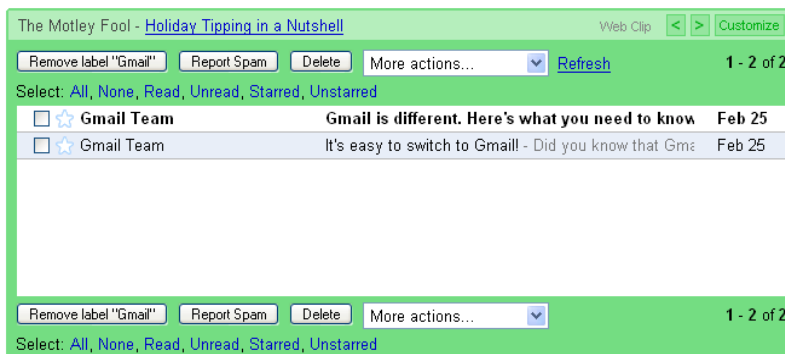 The Motley Fool - Holiday Tipping in a Nutshell Web Clip < > Customize
Remove label "Gmail" Report Spam Delete More actions... Refresh 1 - 2 of 2
Select: All, None, Read, Unread, Starred, Unstarred
Gmail Team Gmail is different. Here's what you need to know Feb 25
Gmail Team It's easy to switch to Gmail! - Did you know that Gma Feb 25
Remove label "Gmail" Report Spam Delete More actions... 1 - 2 of 2
Select: All, None, Read, Unread, Starred, Unstarred